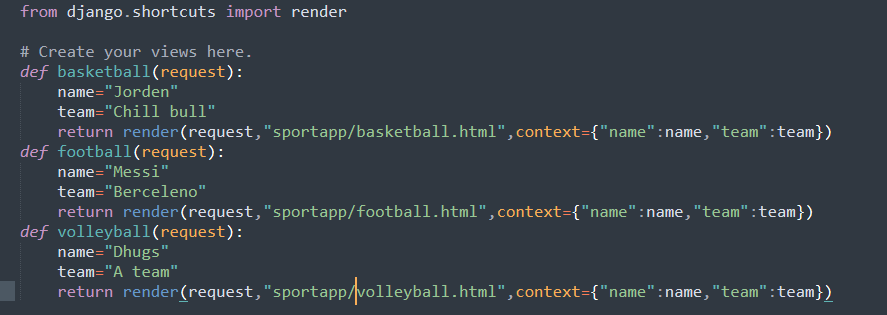 from django.shortcuts import render
# Create your views here.
def basketball(request):
    name="Jorden"
    team="Chill bull"
    return render(request,"sportapp/basketball.html",context={"name":name,"team":team})
def football(request):
    name="Messi"
    team="Berceleno"
    return render(request,"sportapp/football.html",context={"name":name,"team":team})
def volleyball(request):
    name="Dhugs"
    team="A team"
    return render(request,"sportapp/volleyball.html",context={"name":name,"team":team})